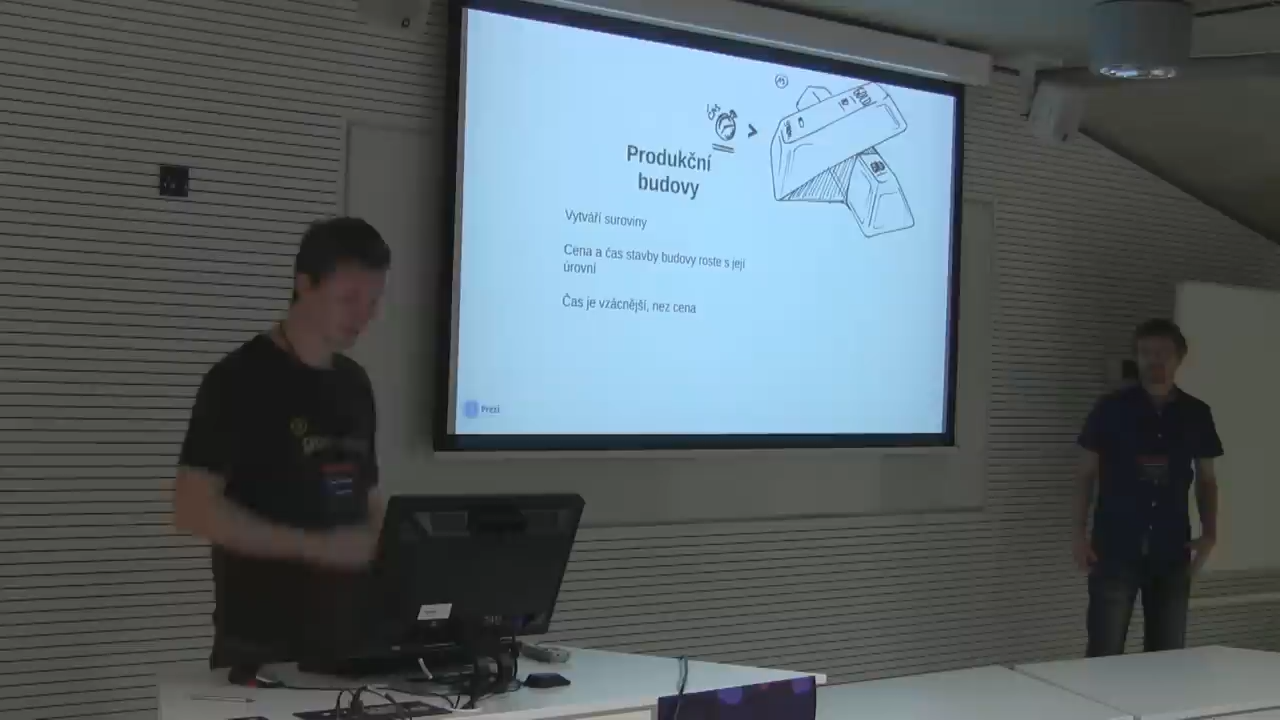 Produkční
budovy
Vytváří suroviny
Cena a čas stavby budovy roste s její
úrovní
Čas je vzácnější, nez cena
Prezi